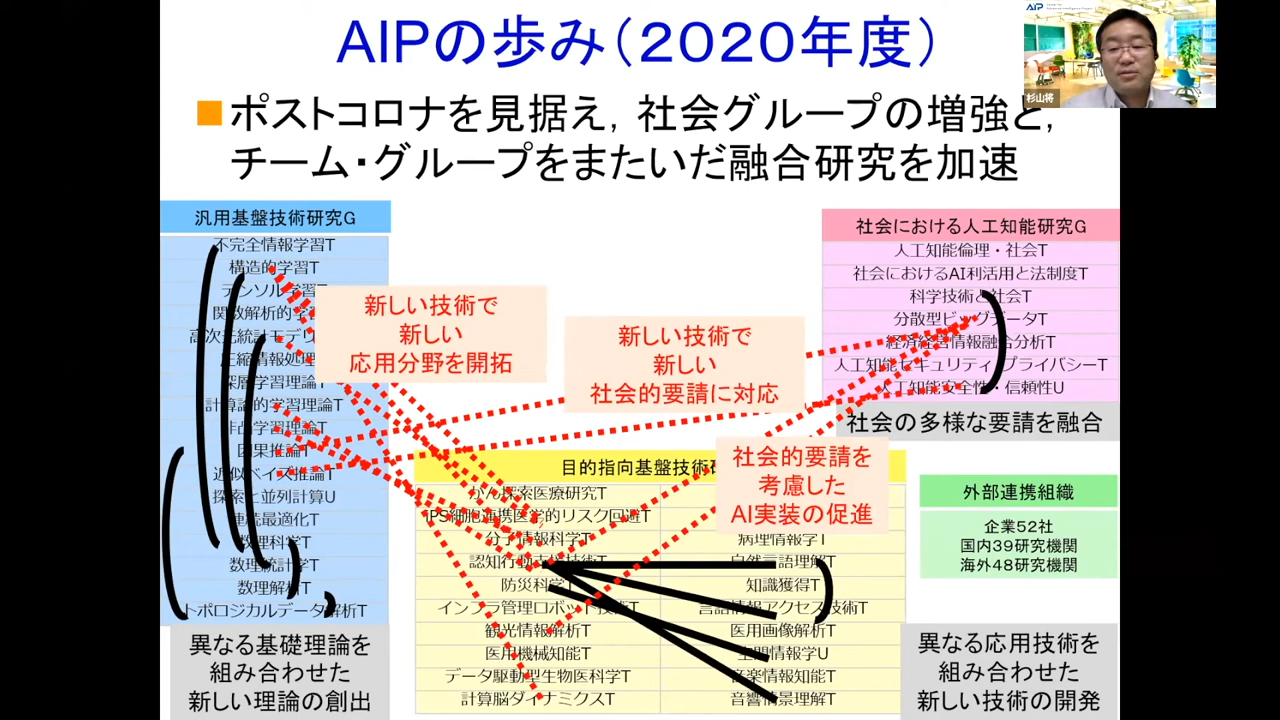 AIPの歩み（2020年度）
AIP
杉山将
■ポストコロナを見据え，社会グループの増強と，
チーム・グループをまたいだ融合研究を加速
汎用基盤技術研究G
不完全情報学習T
構造的学習T
テンソル学習T
関数解析的学習
高次元統計モデリ
圧縮情報処理
深層学習理論T
計算論的学習理論T
非凸学習理論T
因果推論T
近似ベイズ推論T
探索と並列計算U
連続最適化T
数理科学T
数理統計学T
数理解析T
トポロジカルデータ解析T
異なる基礎理論を
組み合わせた
新しい理論の創出
新しい技術で
新しい
応用分野を開拓
新しい技術で
新しい
社会的要請に対応
社会における人工知能研究G
人工知能倫理・社会T
社会におけるAI利活用と法制度T
科学技術と社会T
分散型ビッグデータT
経済経営情報融合分析T
人工知能セキュリティ・プライバシーT
人工知能安全性・信頼性U
社会の多様な要請を融合
目的指向基盤技術研
社会的要請を
考慮した
AI実装の促進
がん探索医療研究T
iPS細胞連携医学的リスク回避T
分子情報科学T
認知行動支援技術T
防災科学T
インフラ管理ロボット技術T
観光情報解析T
医用機械知能T
データ駆動型生物医科学T
計算脳ダイナミクスT
病理情報学T
自然言語理解T
知識獲得T
言語情報アクセス技術T
医用画像解析T
空間情報学U
音楽情報知能T
音響情景理解T
外部連携組織
企業52社
国内39研究機関
海外48研究機関
異なる応用技術を
組み合わせた
新しい技術の開発